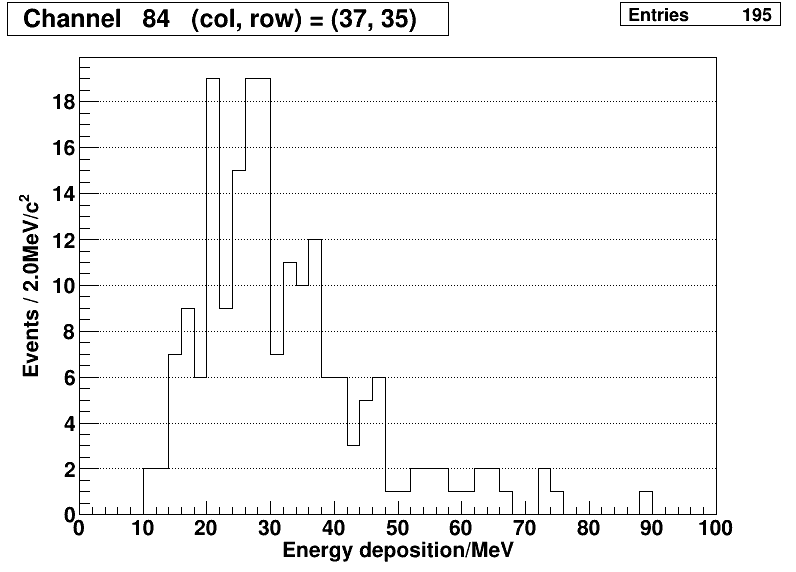 Channel 84 (col, row) = (37, 35)
Entries 195
Events / 2.0MeV/c²
18
16
14
12
10
8
6
4
2
0
0 10 20 30 40 50 60 70 80 90 100
Energy deposition/MeV